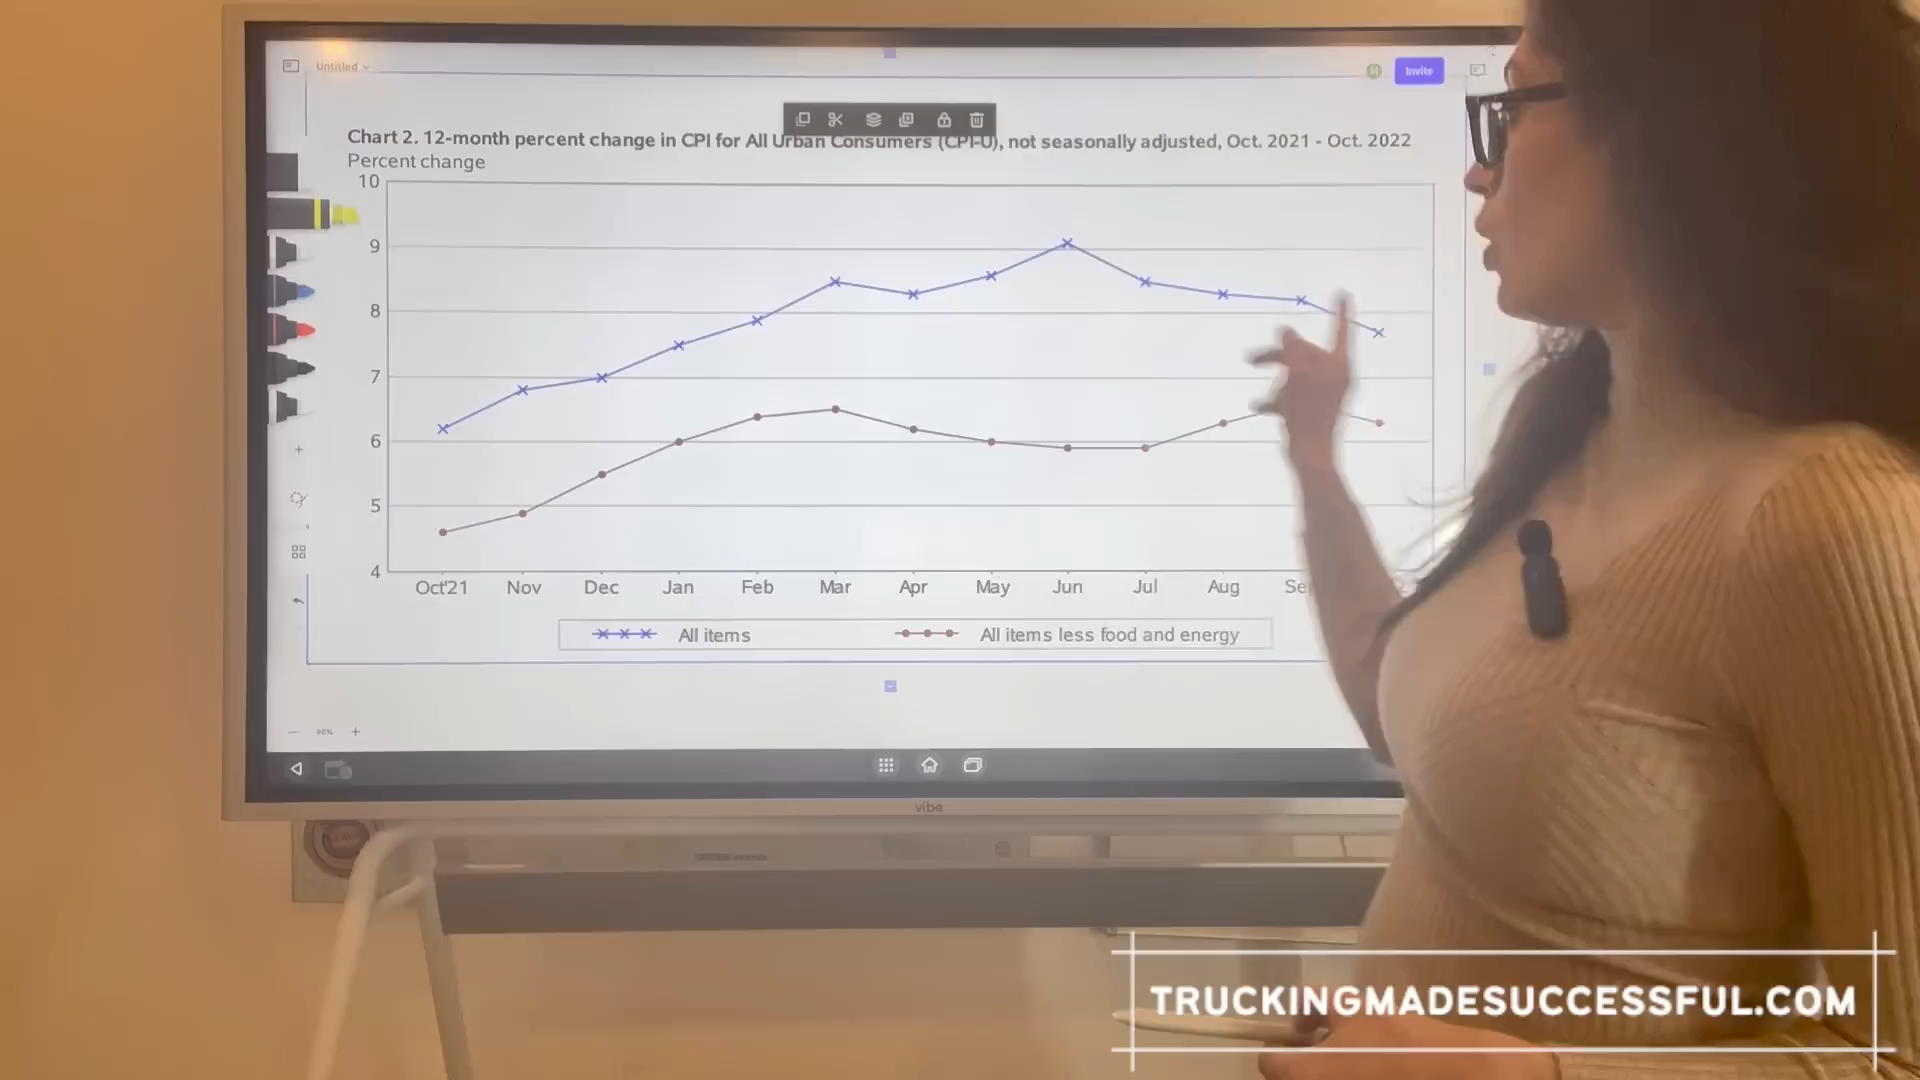 Untitled
Invite
Chart 2. 12-month percent change in CPI for All Urban Consumers (CPI-U), not seasonally adjusted, Oct. 2021 - Oct. 2022
Percent change
10
9
8
7
6
5
4
Oct'21 Nov Dec Jan Feb Mar Apr May Jun Jul Aug
All items All items less food and energy
98%
vibe
TRUCKINGMADESUCCESSFUL.COM